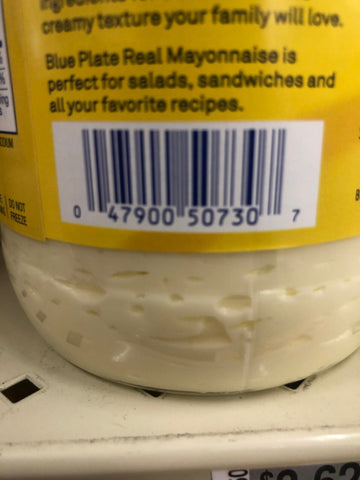 creamy texture your family will love.
Blue Plate Real Mayonnaise is
perfect for salads, sandwiches and
all your favorite recipes.
0 47900 50730 7
DO NOT
FREEZE